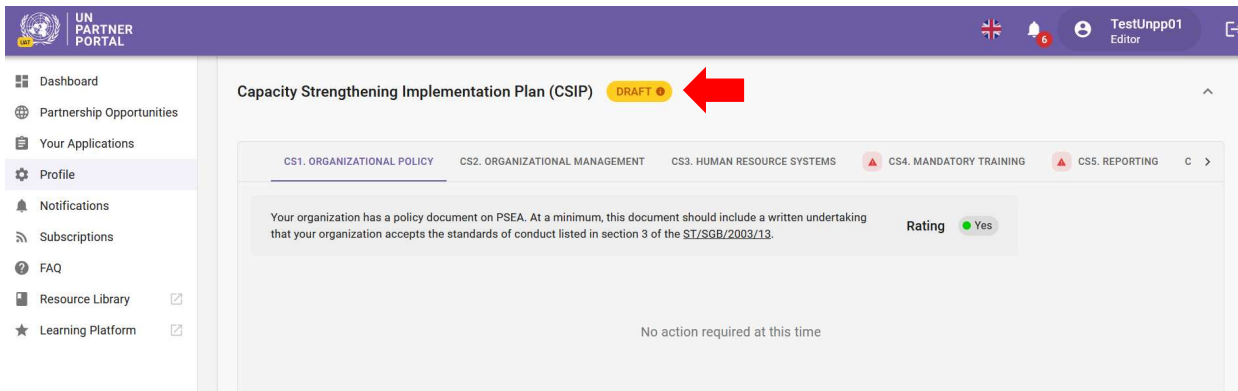 UN
PARTNER
PORTAL
UAT
6
TestUnpp01
Editor
Dashboard
Partnership Opportunities
Your Applications
Profile
Notifications
Subscriptions
FAQ
Resource Library
Learning Platform
Capacity Strengthening Implementation Plan (CSIP) DRAFT
CS1. ORGANIZATIONAL POLICY CS2. ORGANIZATIONAL MANAGEMENT CS3. HUMAN RESOURCE SYSTEMS CS4. MANDATORY TRAINING CS5. REPORTING C
Your organization has a policy document on PSEA. At a minimum, this document should include a written undertaking
that your organization accepts the standards of conduct listed in section 3 of the ST/SGB/2003/13.
Rating Yes
No action required at this time